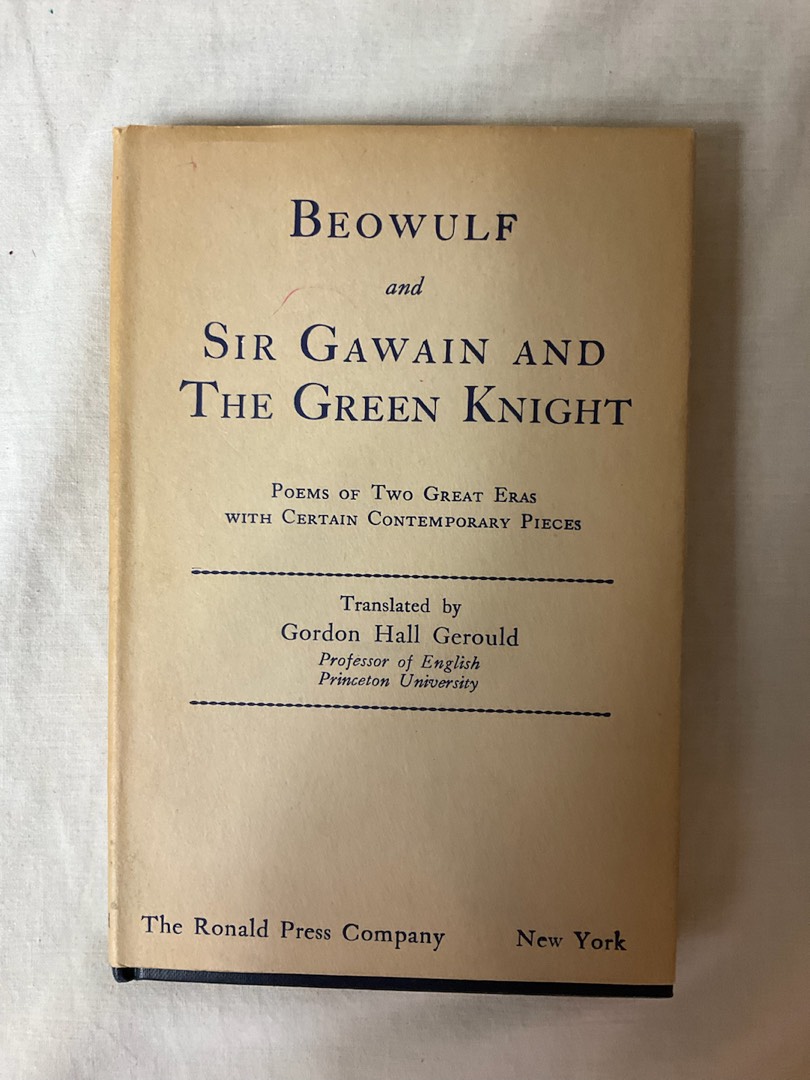 BEOWULF
and
SIR GAWAIN AND
THE GREEN KNIGHT
POEMS OF TWO GREAT ERAS
WITH CERTAIN CONTEMPORARY PIECES
Translated by
Gordon Hall Gerould
Professor of English
Princeton University
The Ronald Press Company New York